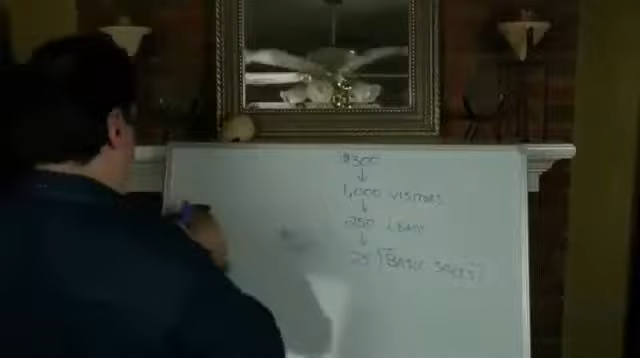 $300
↓
1,000 VISITORS
↓
250 LEADS
↓
25 "BASIC SALES"